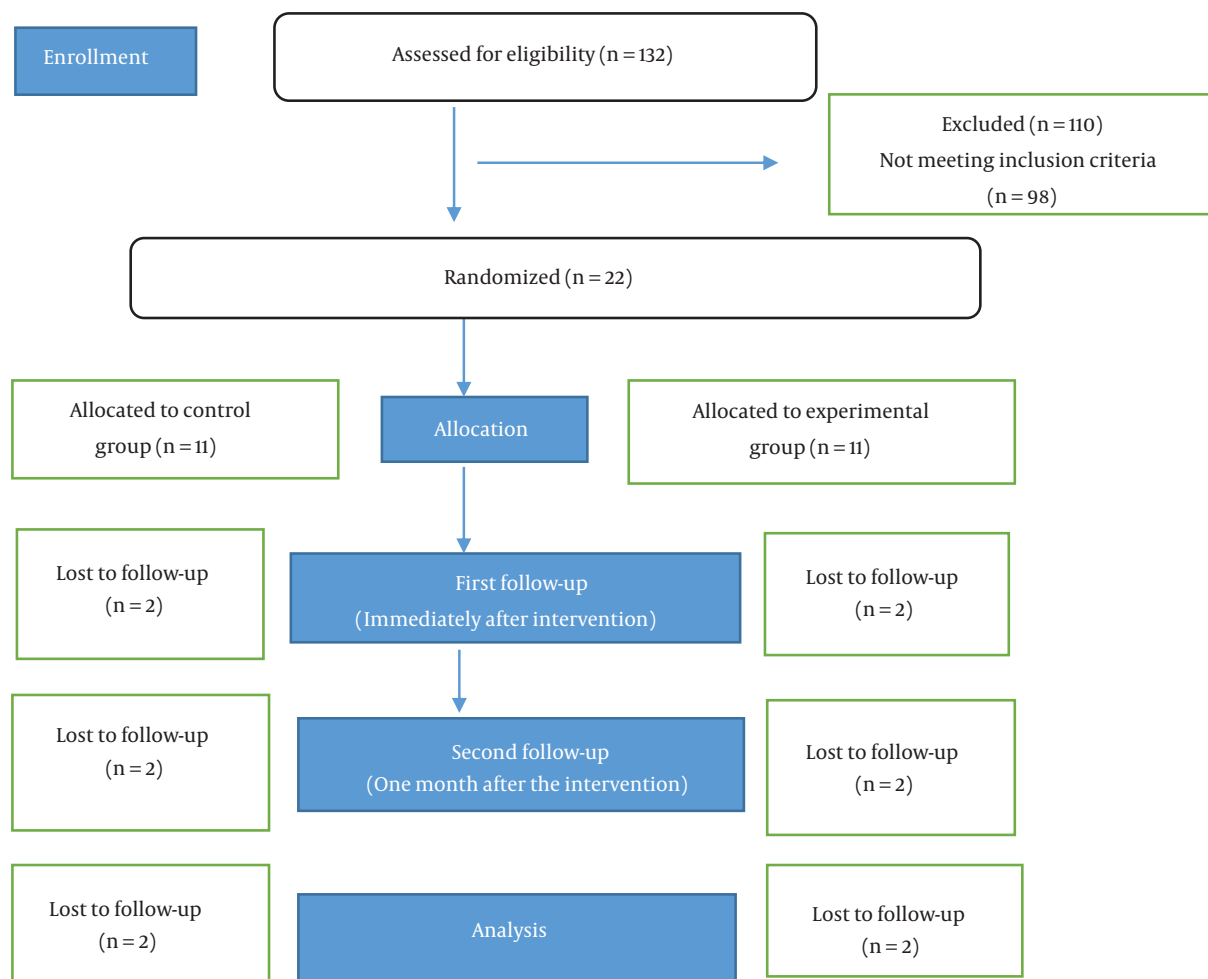 Enrollment
Assessed for eligibility (n = 132)
Excluded (n = 110)
Not meeting inclusion criteria
(n = 98)
Randomized (n = 22)
Allocated to control
group (n = 11)
Allocation
Allocated to experimental
group (n = 11)
Lost to follow-up
(n = 2)
First follow-up
(Immediately after intervention)
Lost to follow-up
(n = 2)
Lost to follow-up
(n = 2)
Second follow-up
(One month after the intervention)
Lost to follow-up
(n = 2)
Lost to follow-up
(n = 2)
Analysis
Lost to follow-up
(n = 2)